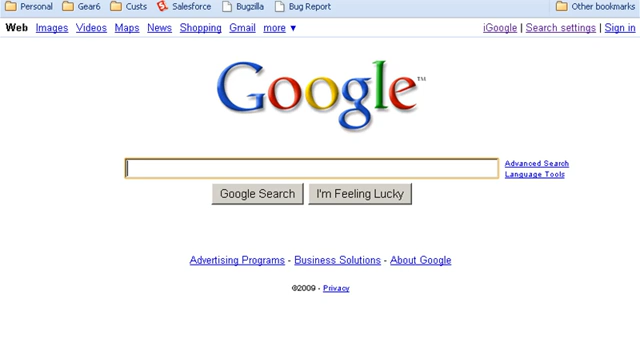 Personal Gear6 Custs Salesforce Bugzilla Bug Report Other bookmarks
Web Images Videos Maps News Shopping Gmail more ▼ iGoogle | Search settings | Sign in
Google™
Advanced Search
Language Tools
Google Search I'm Feeling Lucky
Advertising Programs - Business Solutions - About Google
©2009 - Privacy